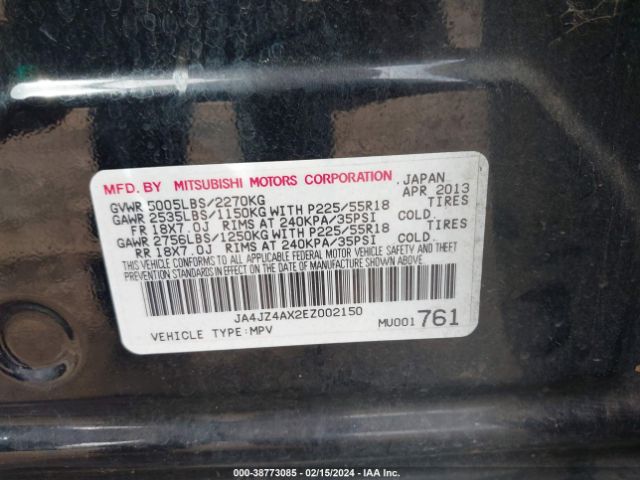 MFD. BY MITSUBISHI MOTORS CORPORATION JAPAN
GVWR 5005LBS/2270KG APR 2013
GAWR 2535LBS/1150KG WITH P225/55R18 TIRES
FR 18X7.0J RIMS AT 240KPA/35PSI COLD.
GAWR 2756LBS/1250KG WITH P225/55R18 TIRES
RR 18X7.0J RIMS AT 240KPA/35PSI COLD.
THIS VEHICLE CONFORMS TO ALL APPLICABLE FEDERAL MOTOR VEHICLE SAFETY AND THEFT
PREVENTION STANDARDS IN EFFECT ON THE DATE OF MANUFACTURE SHOWN ABOVE.
JA4JZ4AX2EZ002150
VEHICLE TYPE:MPV MU001 761
0-38773085 - 02/15/2024 - IAA Inc.